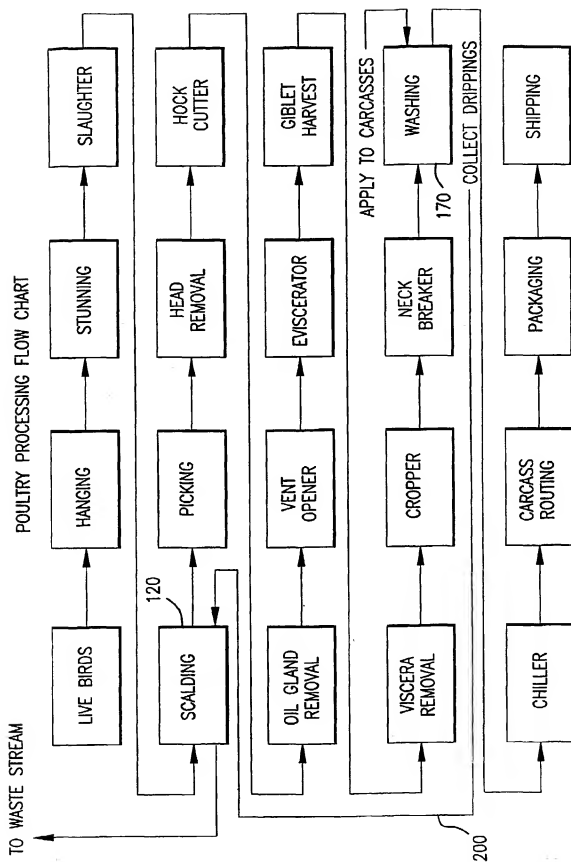 POULTRY PROCESSING FLOW CHART
TO WASTE STREAM
LIVE BIRDS
HANGING
STUNNING
SLAUGHTER
SCALDING
120
PICKING
HEAD
REMOVAL
HOCK
CUTTER
OIL GLAND
REMOVAL
VENT
OPENER
EVISCERATOR
GIBLET
HARVEST
VISCERA
REMOVAL
CROPPER
NECK
BREAKER
APPLY TO CARCASSES
WASHING
170
COLLECT DRIPPINGS
200
CHILLER
CARCASS
ROUTING
PACKAGING
SHIPPING